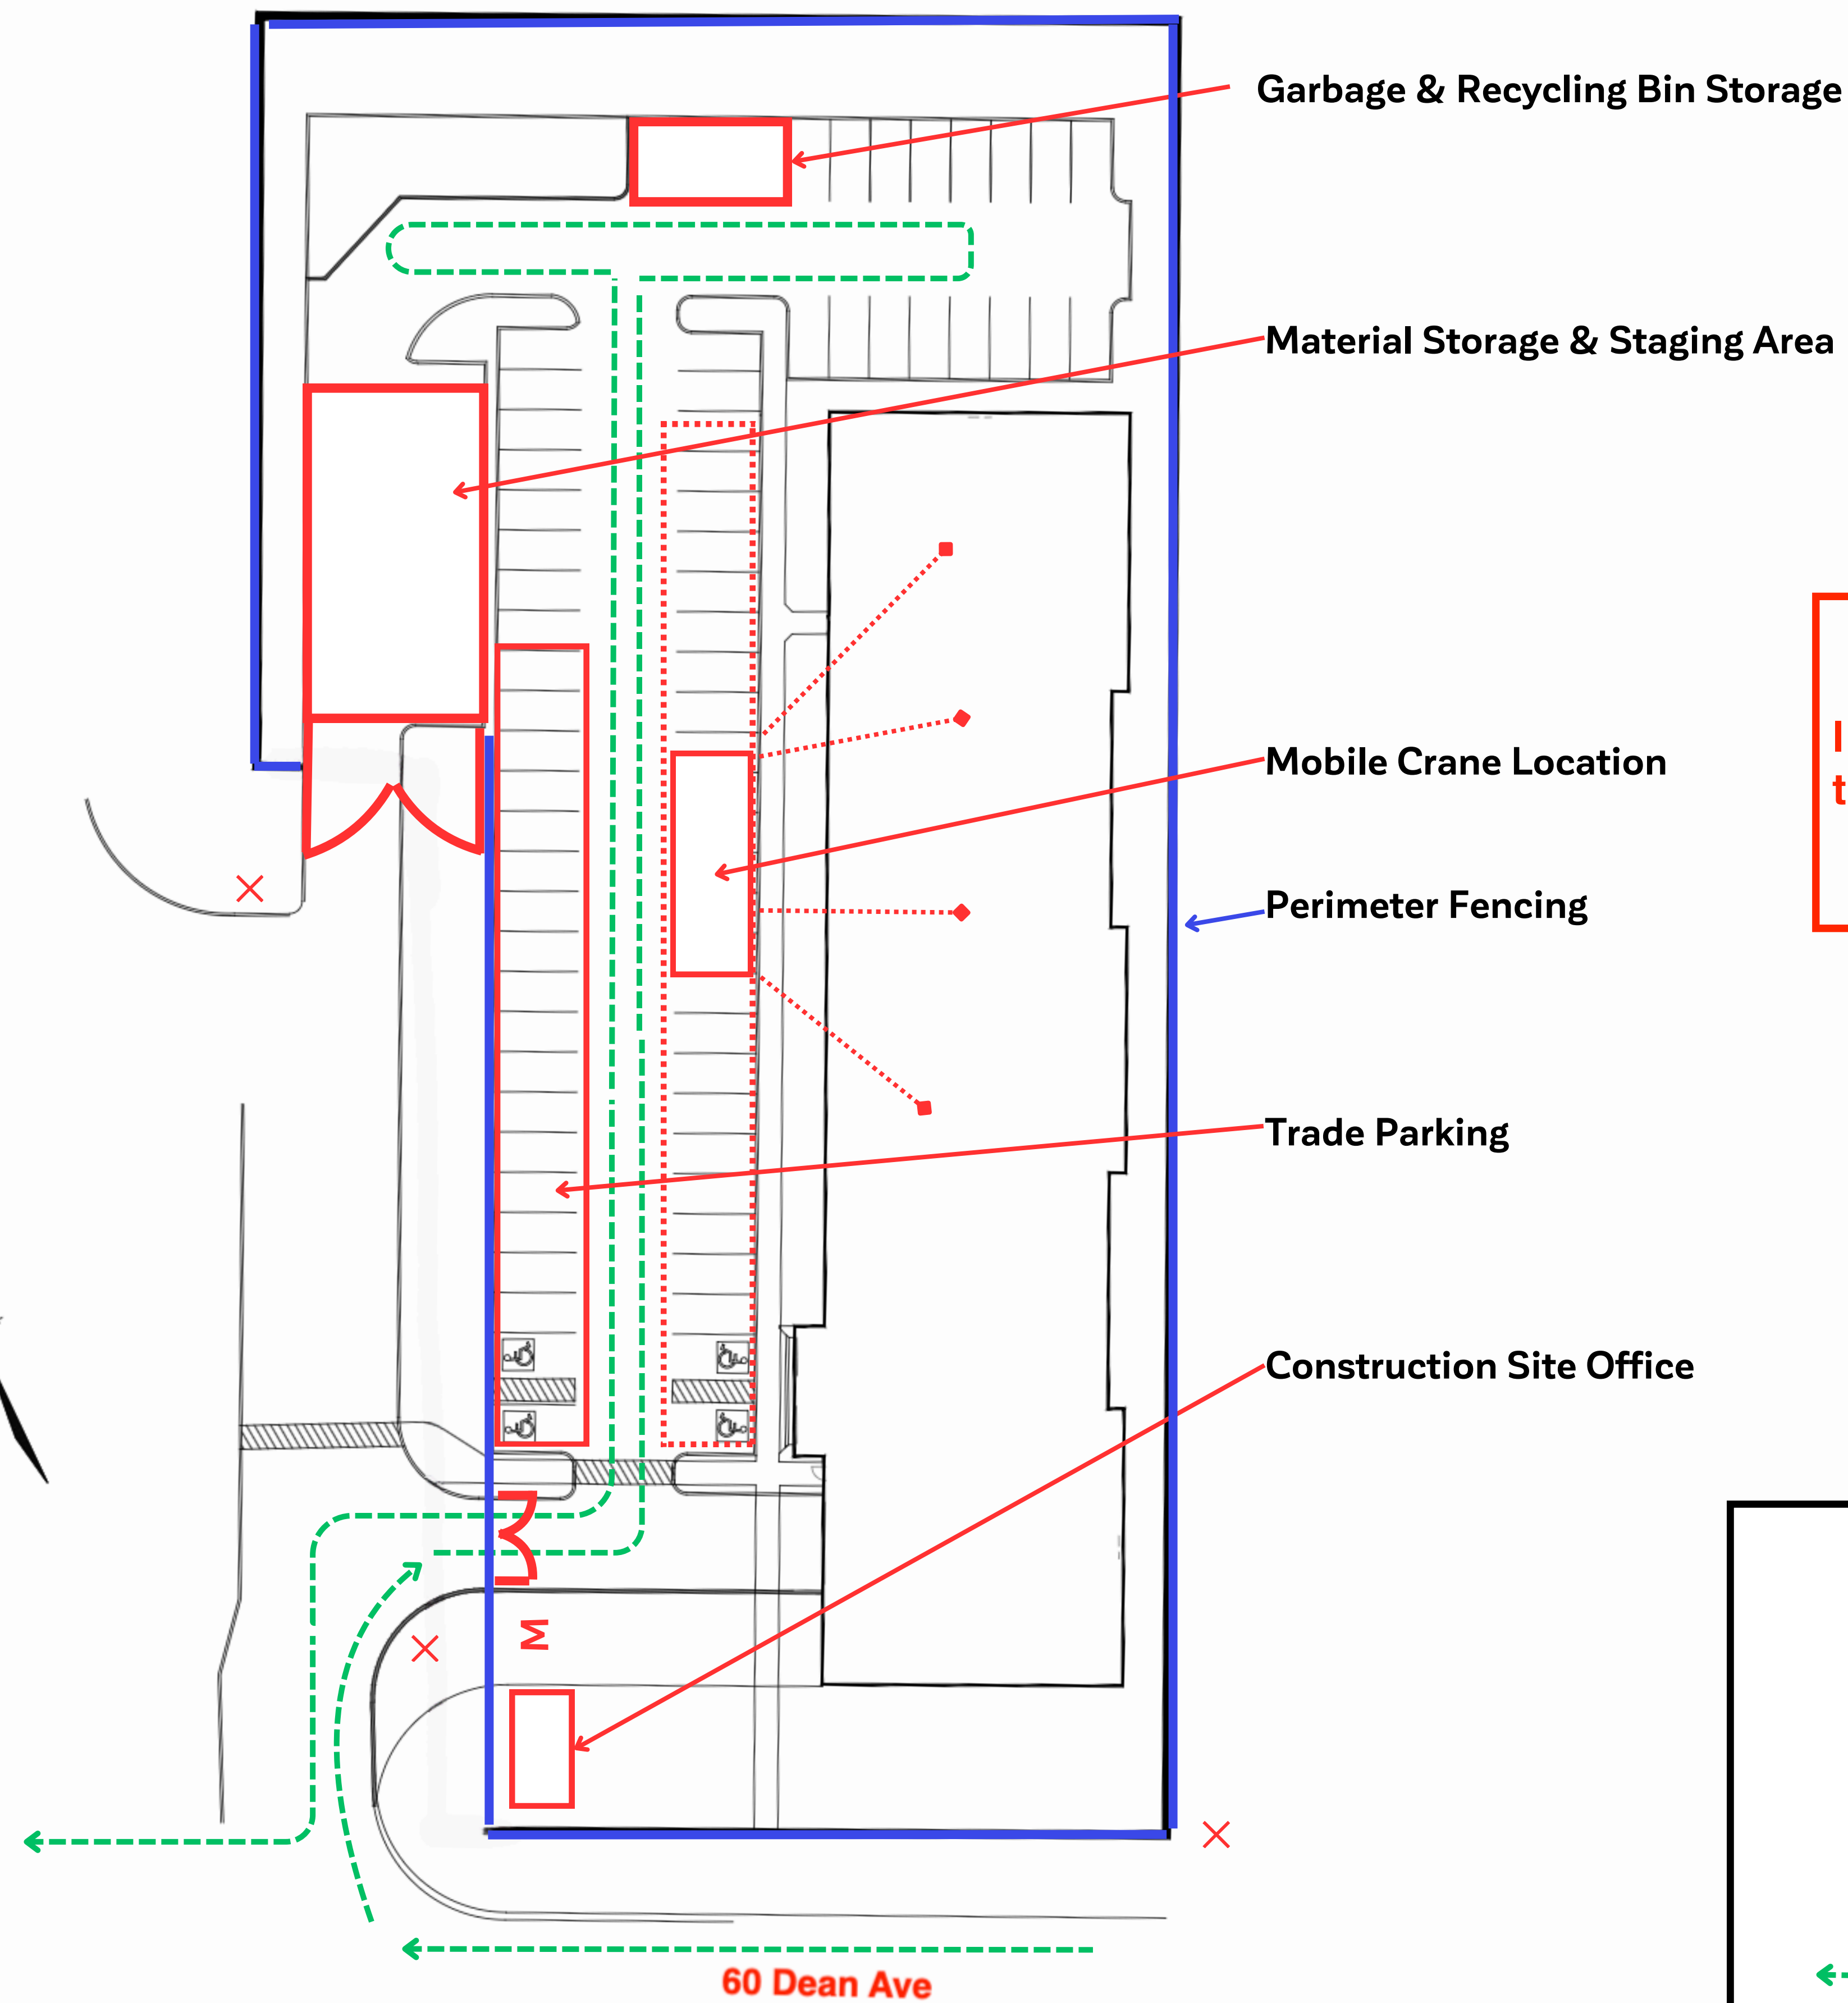 Garbage & Recycling Bin Storage
Material Storage & Staging Area
I
t
Mobile Crane Location
Perimeter Fencing
Trade Parking
Construction Site Office
M
60 Dean Ave